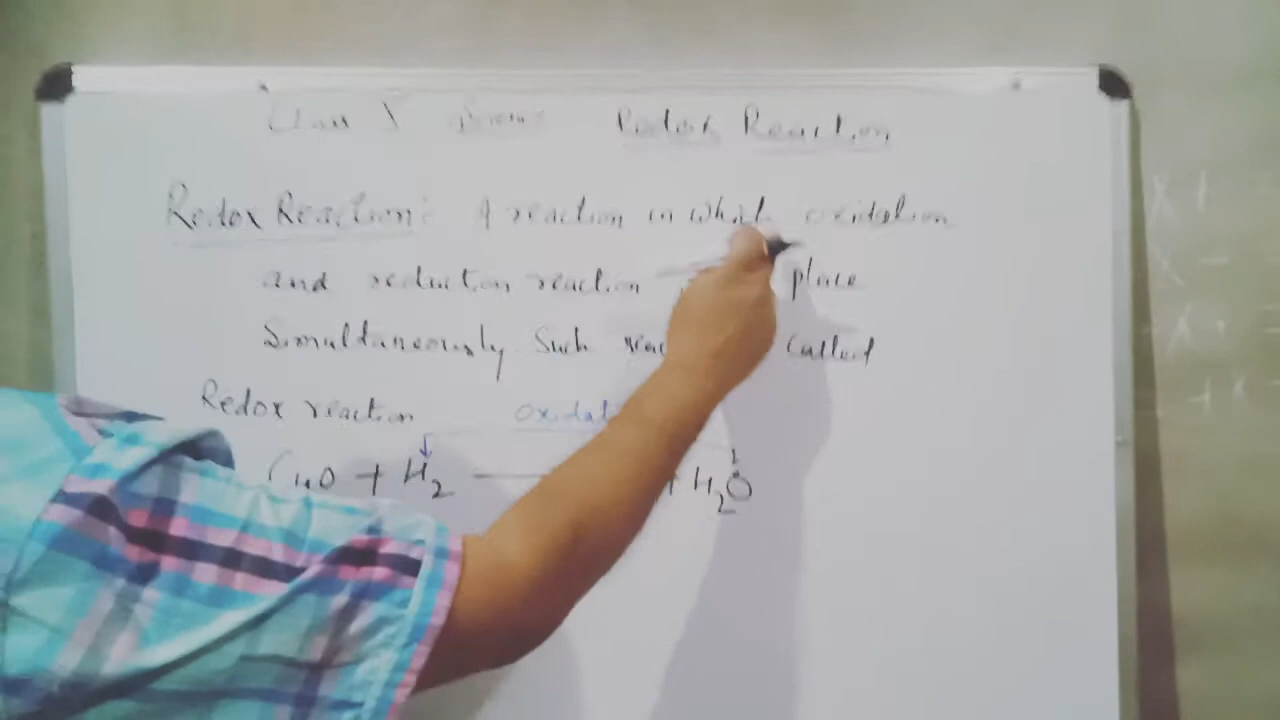 Class X Redox Reaction
Redox Reaction: A reaction in which oxidation
and reduction reaction place
Simultaneously. Such called
Redox reaction
CuO + H₂ + H₂O